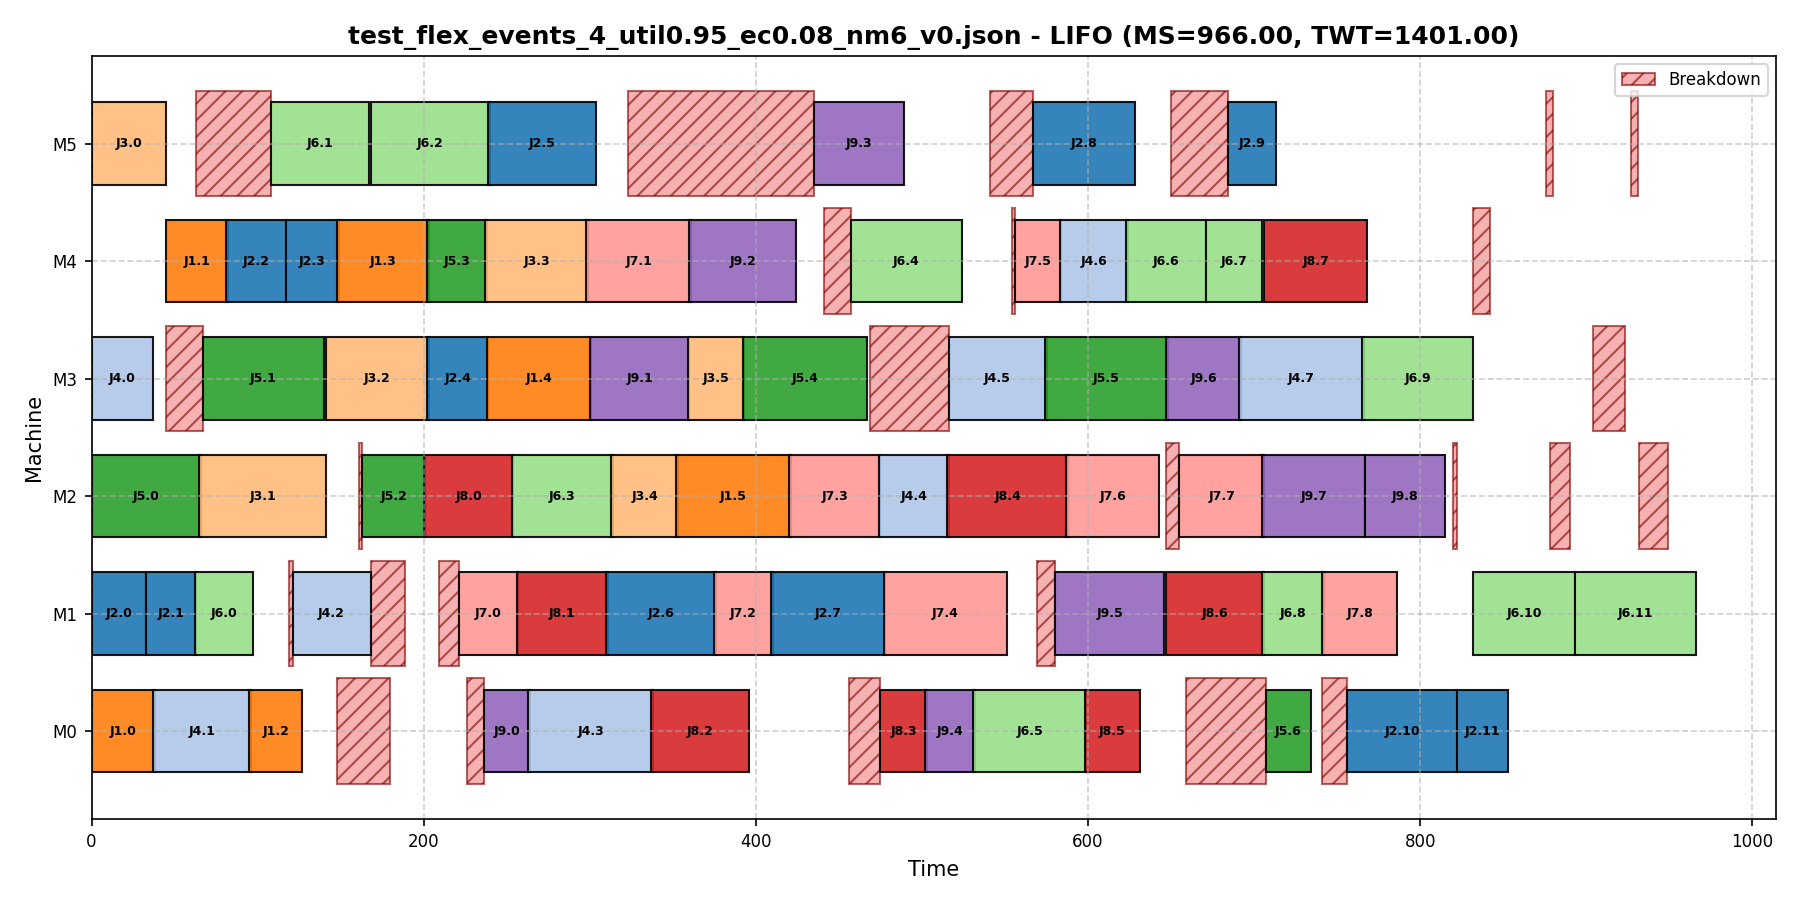 test_flex_events_4_util0.95_ec0.08_nm6_v0.json - LIFO (MS=966.00, TWT=1401.00)
Breakdown
M5
J3.0 J6.1 J6.2 J2.5 J9.3 J2.8 J2.9
M4
J1.1 J2.2 J2.3 J1.3 J5.3 J3.3 J7.1 J9.2 J6.4 J7.5 J4.6 J6.6 J6.7 J8.7
M3
J4.0 J5.1 J3.2 J2.4 J1.4 J9.1 J3.5 J5.4 J4.5 J5.5 J9.6 J4.7 J6.9
M2
J5.0 J3.1 J5.2 J8.0 J6.3 J3.4 J1.5 J7.3 J4.4 J8.4 J7.6 J7.7 J9.7 J9.8
M1
J2.0 J2.1 J6.0 J4.2 J7.0 J8.1 J2.6 J7.2 J2.7 J7.4 J9.5 J8.6 J6.8 J7.8 J6.10 J6.11
M0
J1.0 J4.1 J1.2 J9.0 J4.3 J8.2 J8.3 J9.4 J6.5 J8.5 J5.6 J2.10 J2.11
Machine
0 200 400 600 800 1000
Time